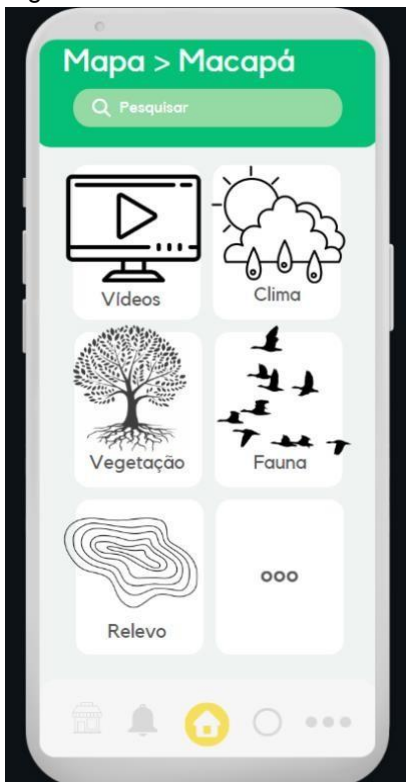 Mapa > Macapá
Pesquisar
Vídeos
Clima
Vegetação
Fauna
Relevo